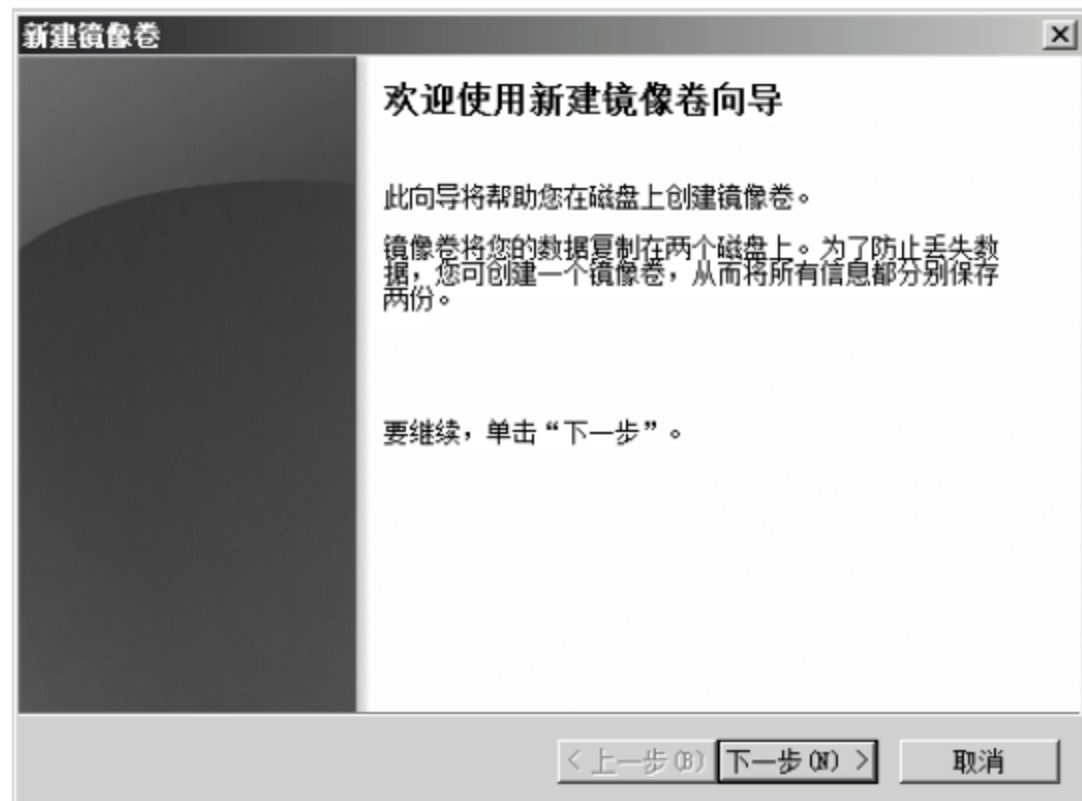 新建镜像卷
欢迎使用新建镜像卷向导
此向导将帮助您在磁盘上创建镜像卷。
镜像卷将您的数据复制在两个磁盘上。为了防止丢失数
据，您可创建一个镜像卷，从而将所有信息都分别保存
两份。
要继续，单击“下一步”。
< 上一步(B)
下一步(N) >
取消